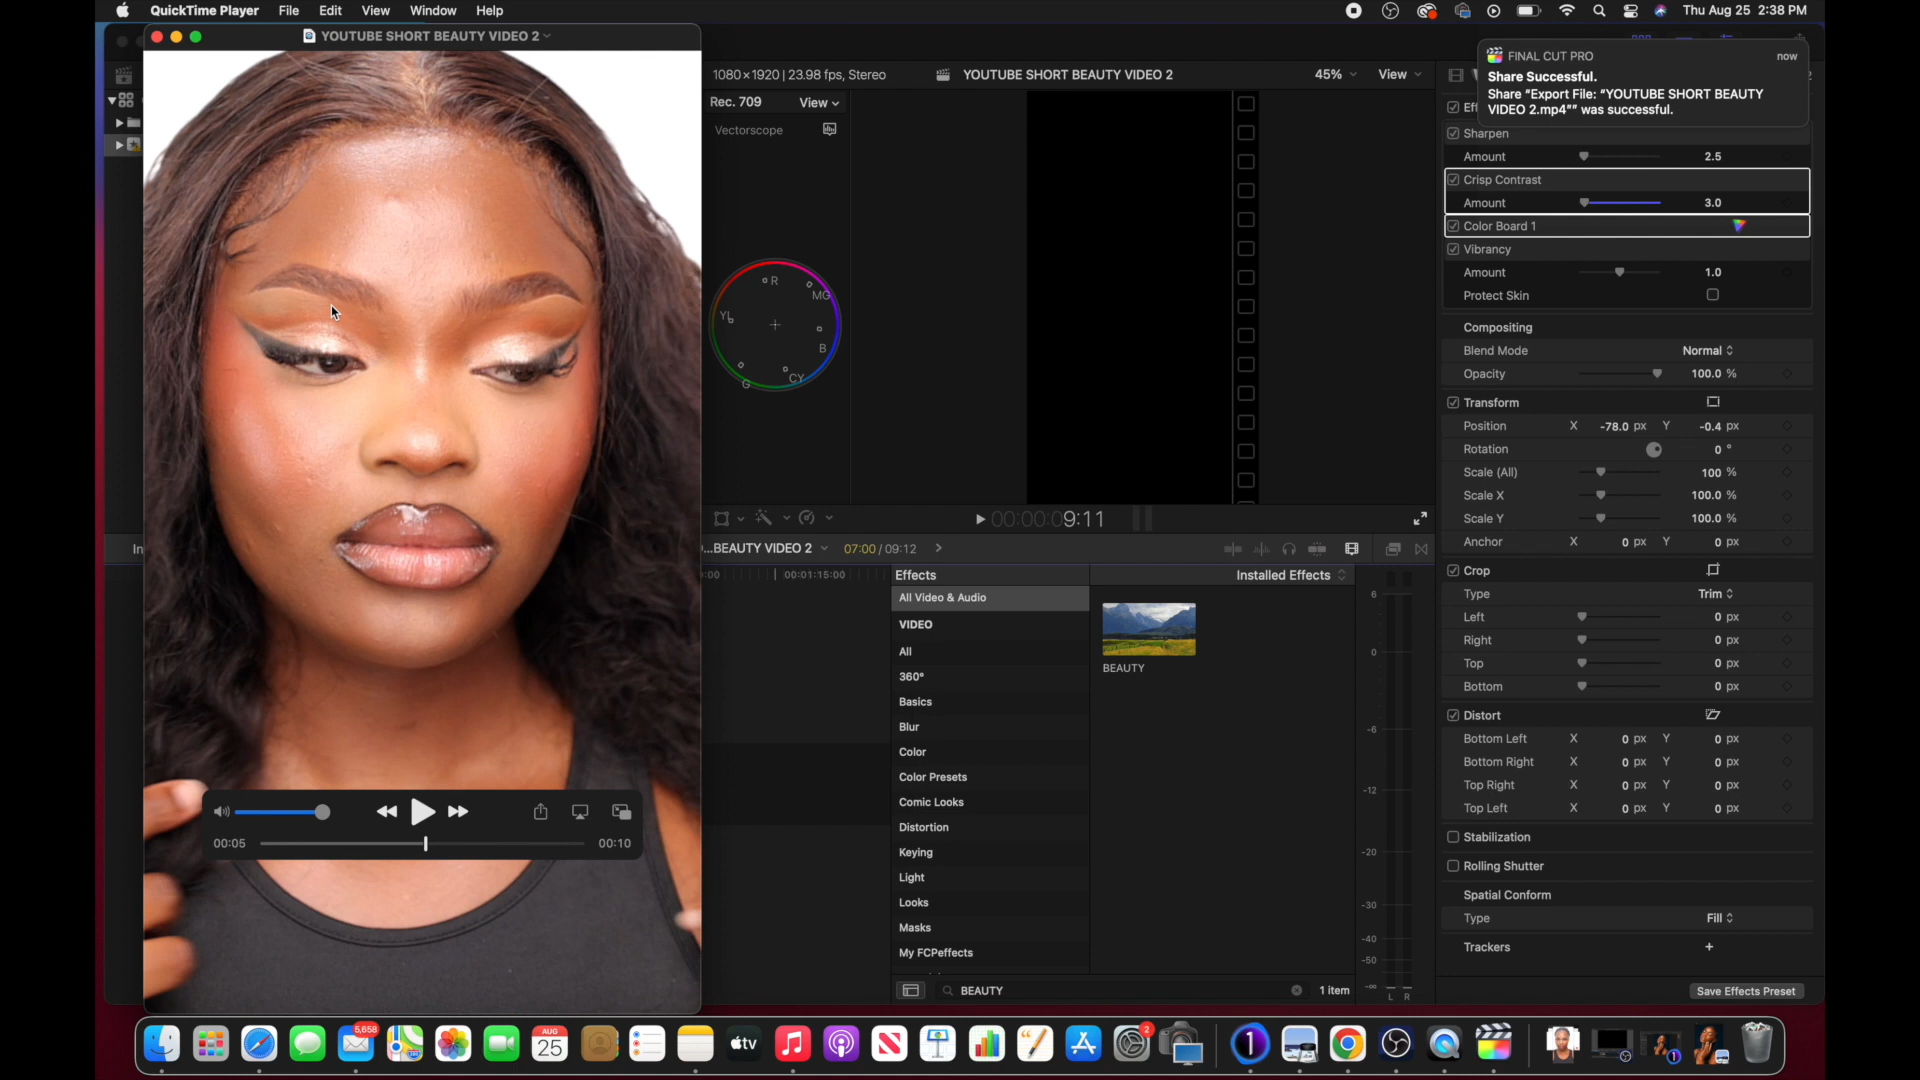 QuickTime Player File Edit View Window Help
Thu Aug 25 2:38 PM
YOUTUBE SHORT BEAUTY VIDEO 2
1080×1920 | 23.98 fps, Stereo
YOUTUBE SHORT BEAUTY VIDEO 2
45%
View
FINAL CUT PRO
now
Share Successful.
Share “Export File: “YOUTUBE SHORT BEAUTY
VIDEO 2.mp4”” was successful.
Rec. 709
View
Vectorscope
R
MG
B
CY
G
YL
Sharpen
Amount 2.5
Crisp Contrast
Amount 3.0
Color Board 1
Vibrancy
Amount 1.0
Protect Skin
Compositing
Blend Mode Normal
Opacity 100.0 %
Transform
Position X -78.0 px Y -0.4 px
Rotation 0 °
Scale (All) 100 %
Scale X 100.0 %
Scale Y 100.0 %
Anchor X 0 px Y 0 px
Crop
Type Trim
Left 0 px
Right 0 px
Top 0 px
Bottom 0 px
Distort
Bottom Left X 0 px Y 0 px
Bottom Right X 0 px Y 0 px
Top Right X 0 px Y 0 px
Top Left X 0 px Y 0 px
Stabilization
Rolling Shutter
Spatial Conform
Type Fill
Trackers +
Save Effects Preset
00:00:09:11
...BEAUTY VIDEO 2
07:00 / 09:12
00:01:15:00
Effects
Installed Effects
All Video & Audio
VIDEO
All
360°
Basics
Blur
Color
Color Presets
Comic Looks
Distortion
Keying
Light
Looks
Masks
My FCPeffects
BEAUTY
BEAUTY
1 item
6
0
-6
-12
-20
-30
-40
-50
-∞
L R
00:05
00:10
5,658
AUG
25
tv
2
1